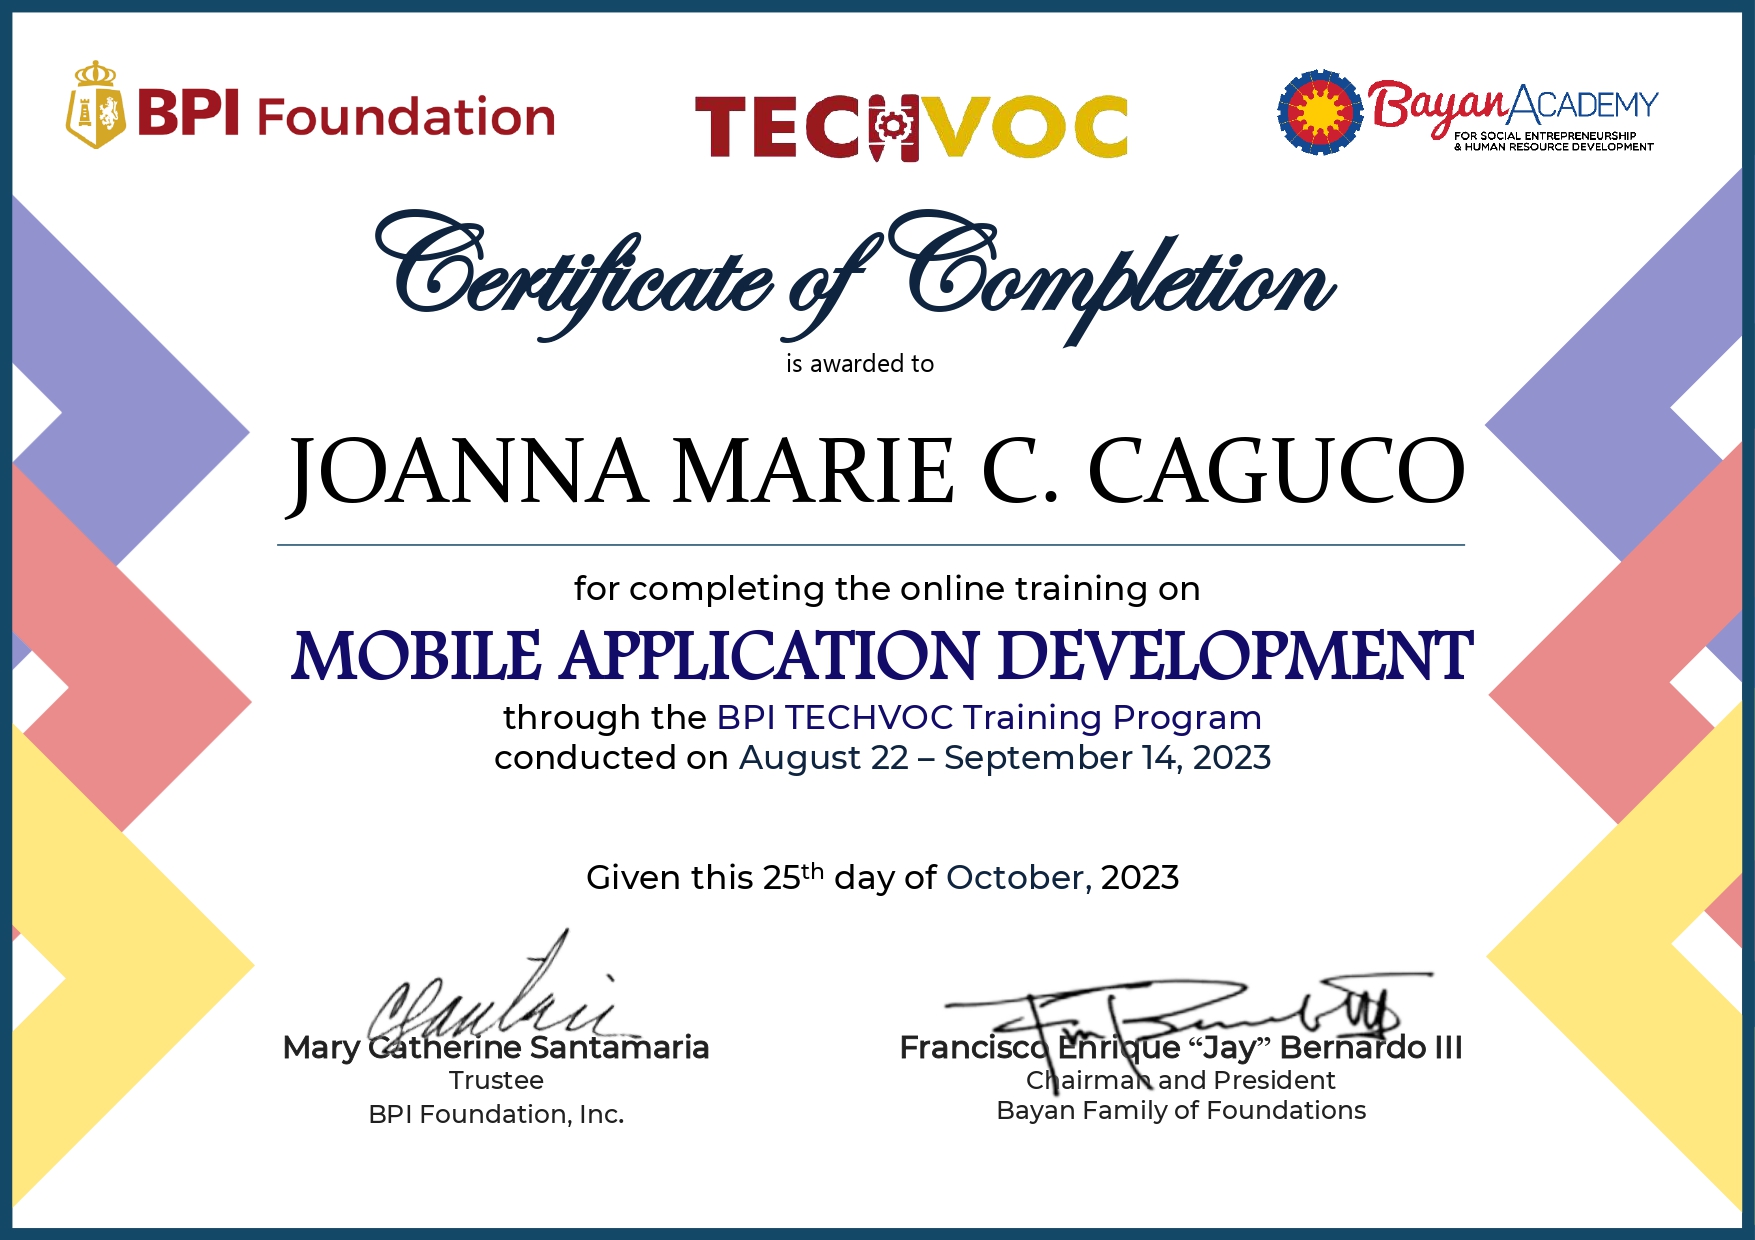 BPI Foundation
TECHVOC
Bayan ACADEMY
FOR SOCIAL ENTREPRENEURSHIP
& HUMAN RESOURCE DEVELOPMENT
Certificate of Completion
is awarded to
JOANNA MARIE C. CAGUCO
for completing the online training on
MOBILE APPLICATION DEVELOPMENT
through the BPI TECHVOC Training Program
conducted on August 22 – September 14, 2023
Given this 25th day of October, 2023
Mary Catherine Santamaria
Trustee
BPI Foundation, Inc.
Francisco Enrique “Jay” Bernardo III
Chairman and President
Bayan Family of Foundations